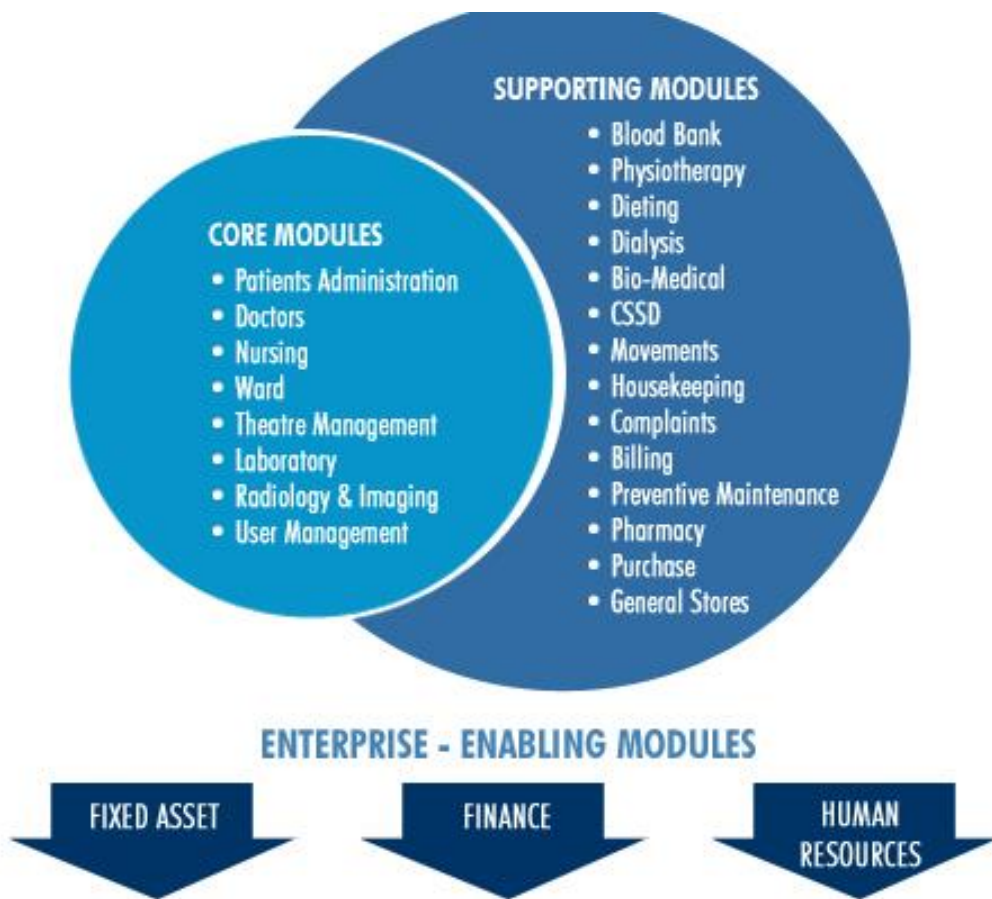 SUPPORTING MODULES
• Blood Bank
• Physiotherapy
• Dieting
• Dialysis
• Bio-Medical
• CSSD
• Movements
• Housekeeping
• Complaints
• Billing
• Preventive Maintenance
• Pharmacy
• Purchase
• General Stores
CORE MODULES
• Patients Administration
• Doctors
• Nursing
• Ward
• Theatre Management
• Laboratory
• Radiology & Imaging
• User Management
ENTERPRISE - ENABLING MODULES
FIXED ASSET
FINANCE
HUMAN
RESOURCES